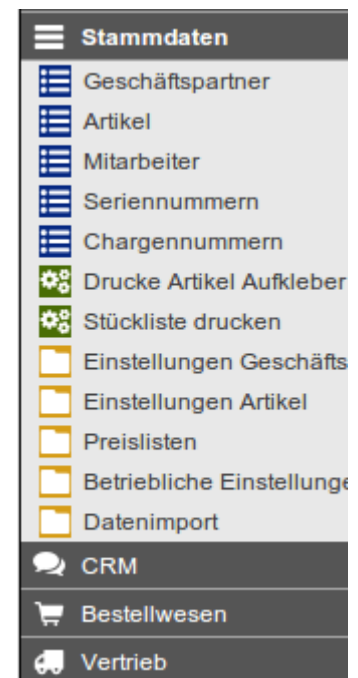 Stammdaten
Geschäftspartner
Artikel
Mitarbeiter
Seriennummern
Chargennummern
Drucke Artikel Aufkleber
Stückliste drucken
Einstellungen Geschäfts
Einstellungen Artikel
Preislisten
Betriebliche Einstellunge
Datenimport
CRM
Bestellwesen
Vertrieb